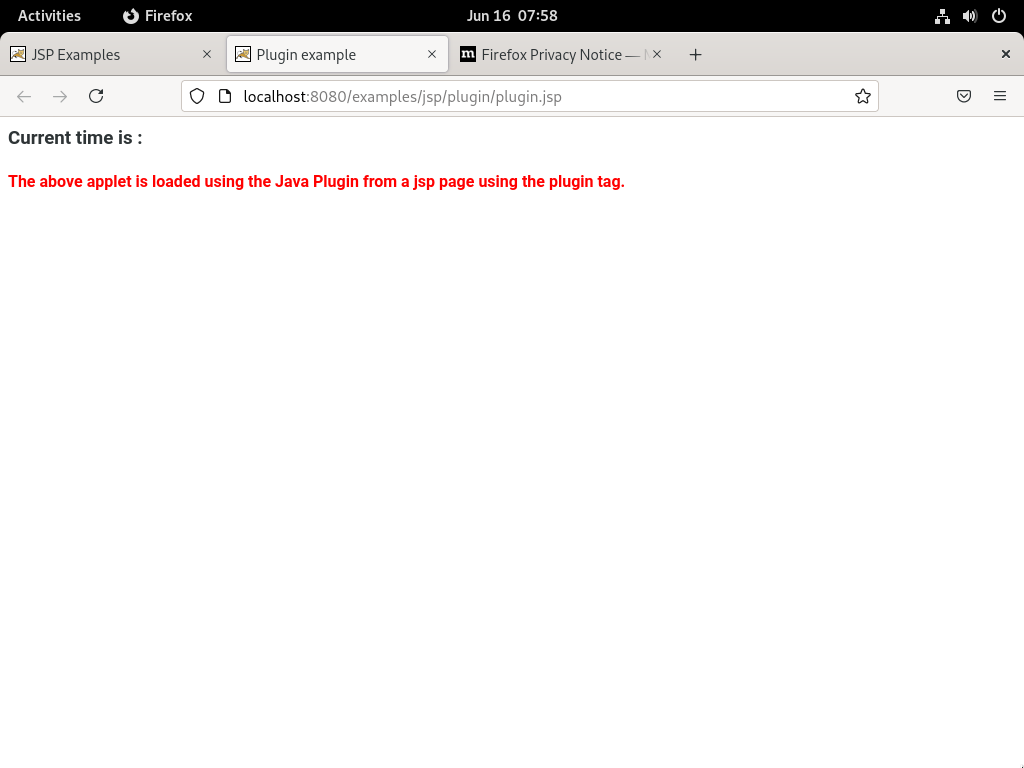 Activities Firefox Jun 16 07:58
JSP Examples Plugin example Firefox Privacy Notice —
localhost:8080/examples/jsp/plugin/plugin.jsp
Current time is :
The above applet is loaded using the Java Plugin from a jsp page using the plugin tag.